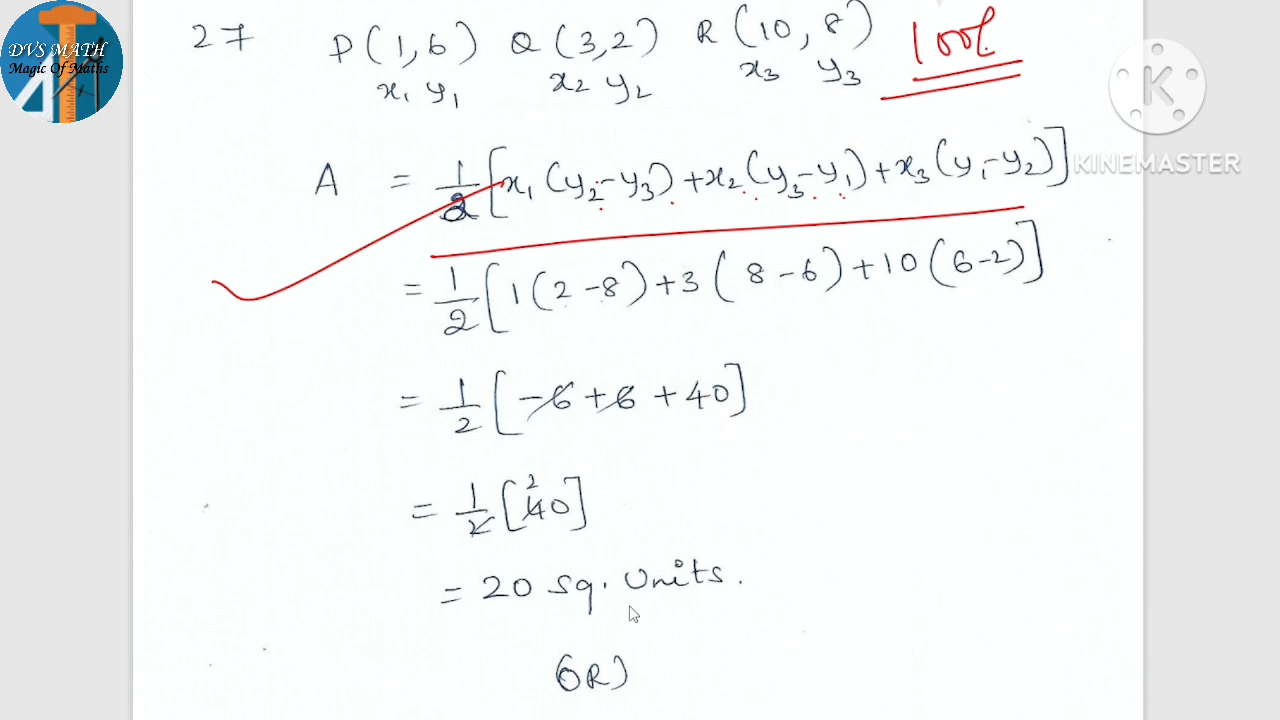 DVS MATH
Magic Of Maths
27 P(1,6) Q(3,2) R(10,8) 100%
x₁ y₁ x₂ y₂ x₃ y₃
KINEMASTER
A = 1/2 [x₁(y₂-y₃)+x₂(y₃-y₁)+x₃(y₁-y₂)]
= 1/2 [1(2-8)+3(8-6)+10(6-2)]
= 1/2 [-6+6+40]
= 1/2 [40] 2
= 20 sq. Units.
(OR)